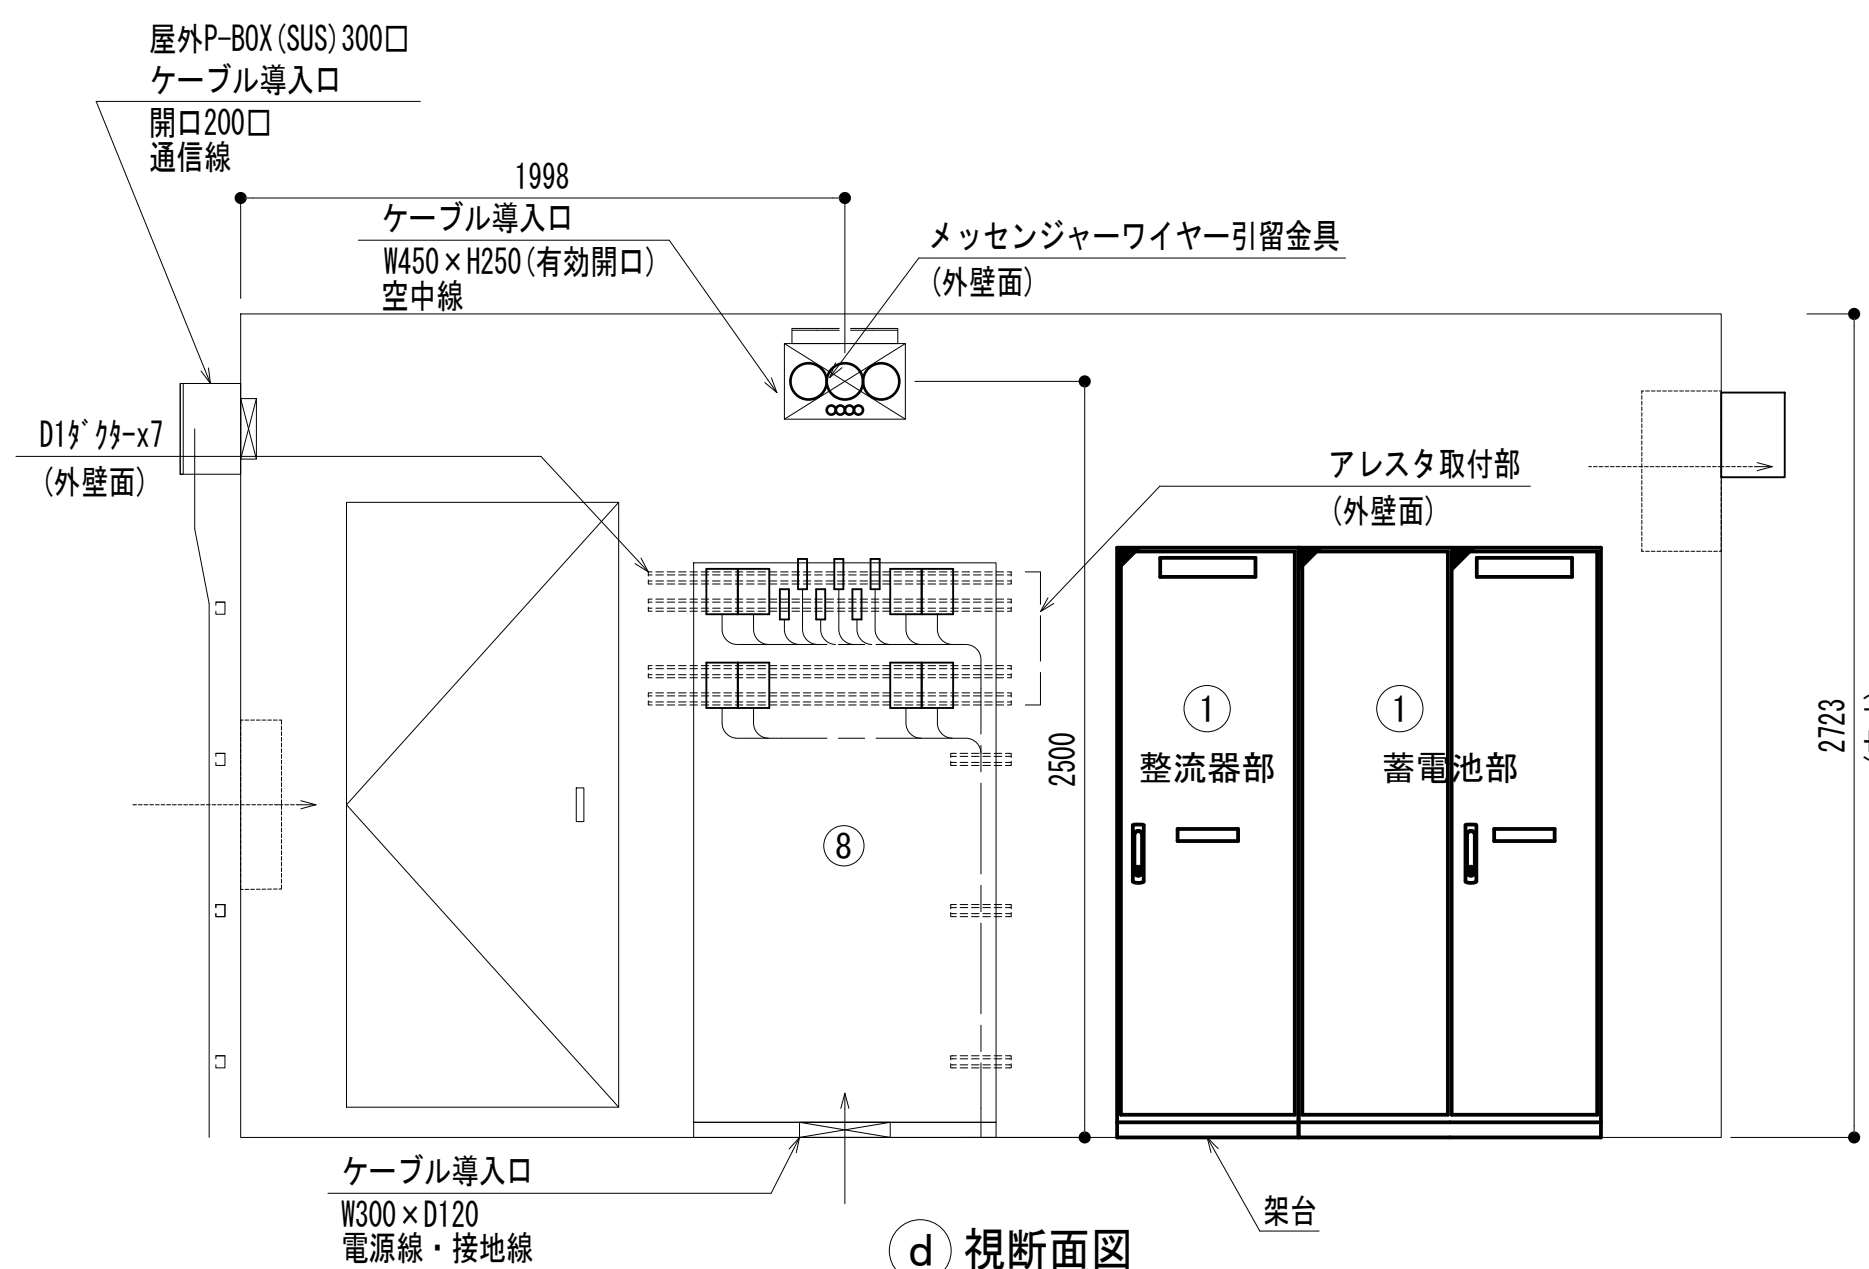 屋外P-BOX(SUS)300□
ケーブル導入口
開口200□
通信線
1998
ケーブル導入口
W450×H250(有効開口)
空中線
メッセンジャーワイヤー引留金具
(外壁面)
D1ﾀﾞｸﾀｰx7
(外壁面)
アレスタ取付部
(外壁面)
①
整流器部
①
蓄電池部
2500
2723
⑧
ケーブル導入口
W300×D120
電源線・接地線
架台
ⓓ 視断面図